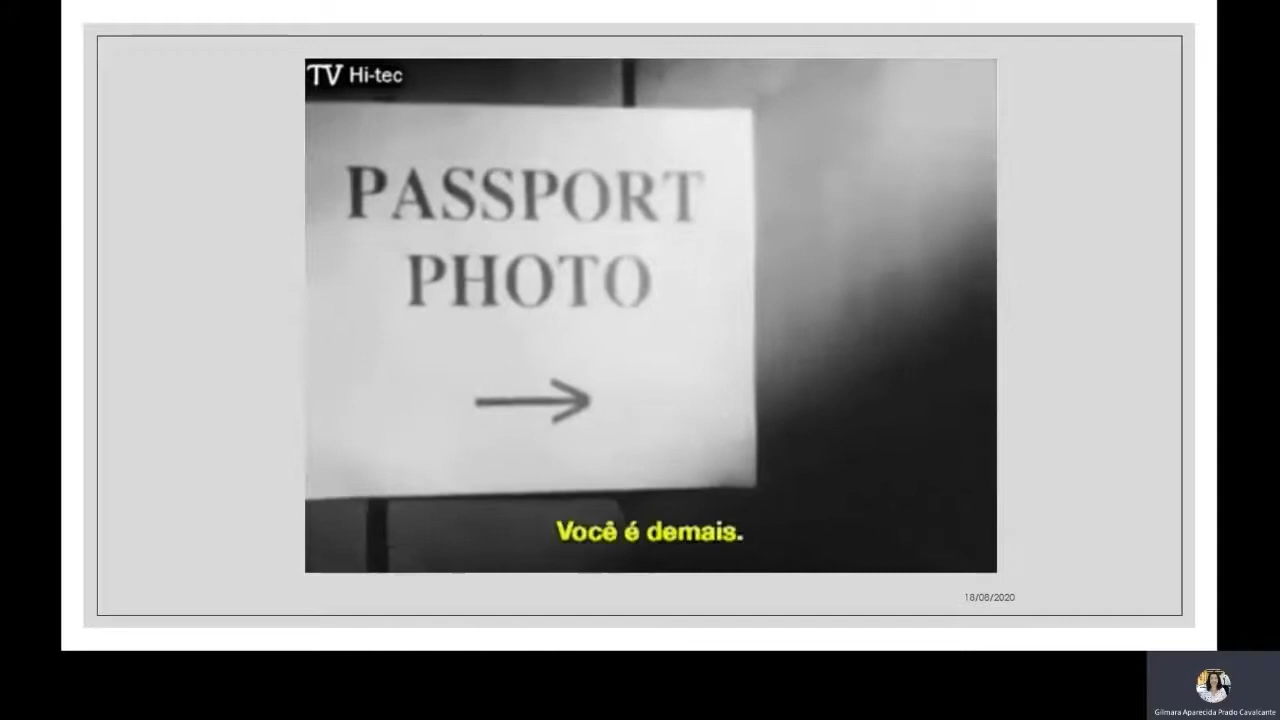 TV Hi-tec
PASSPORT
PHOTO
Você é demais.
18/08/2020
Gilmara Aparecida Prado Cavalcante